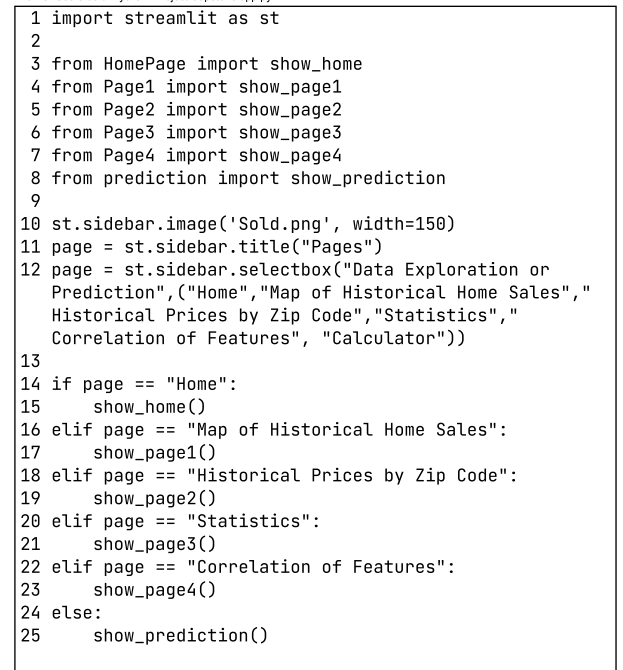 1 import streamlit as st
2
3 from HomePage import show_home
4 from Page1 import show_page1
5 from Page2 import show_page2
6 from Page3 import show_page3
7 from Page4 import show_page4
8 from prediction import show_prediction
9
10 st.sidebar.image('Sold.png', width=150)
11 page = st.sidebar.title("Pages")
12 page = st.sidebar.selectbox("Data Exploration or
Prediction",("Home","Map of Historical Home Sales","
Historical Prices by Zip Code","Statistics","
Correlation of Features", "Calculator"))
13
14 if page == "Home":
15     show_home()
16 elif page == "Map of Historical Home Sales":
17     show_page1()
18 elif page == "Historical Prices by Zip Code":
19     show_page2()
20 elif page == "Statistics":
21     show_page3()
22 elif page == "Correlation of Features":
23     show_page4()
24 else:
25     show_prediction()